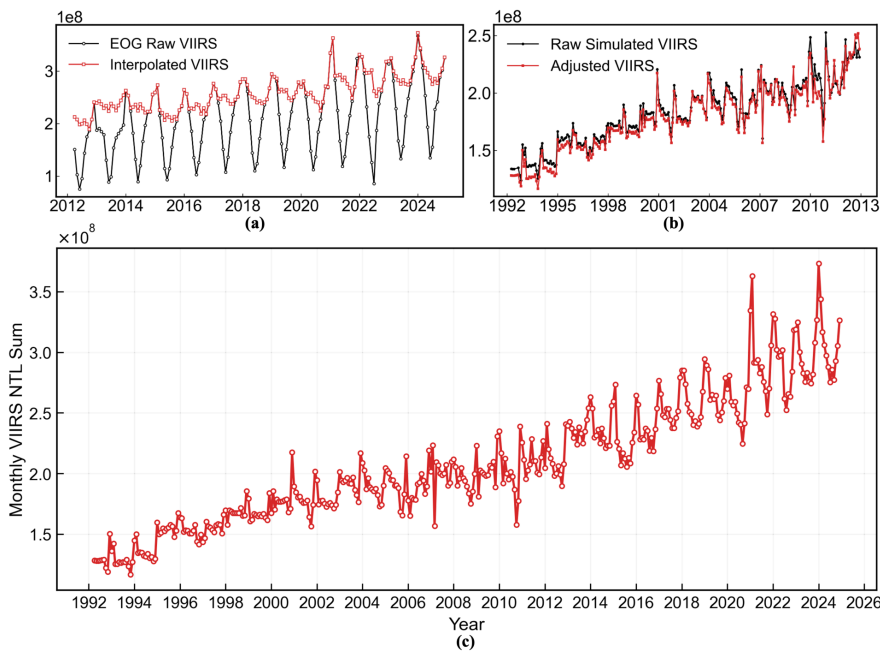 1e8
EOG Raw VIIRS
Interpolated VIIRS
3
2
1
2012 2014 2016 2018 2020 2022 2024
(a)
1e8
2.5
2.0
1.5
Raw Simulated VIIRS
Adjusted VIIRS
1992 1995 1998 2001 2004 2007 2010 2013
(b)
×10⁸
3.5
3.0
2.5
2.0
1.5
Monthly VIIRS NTL Sum
1992 1994 1996 1998 2000 2002 2004 2006 2008 2010 2012 2014 2016 2018 2020 2022 2024 2026
Year
(c)